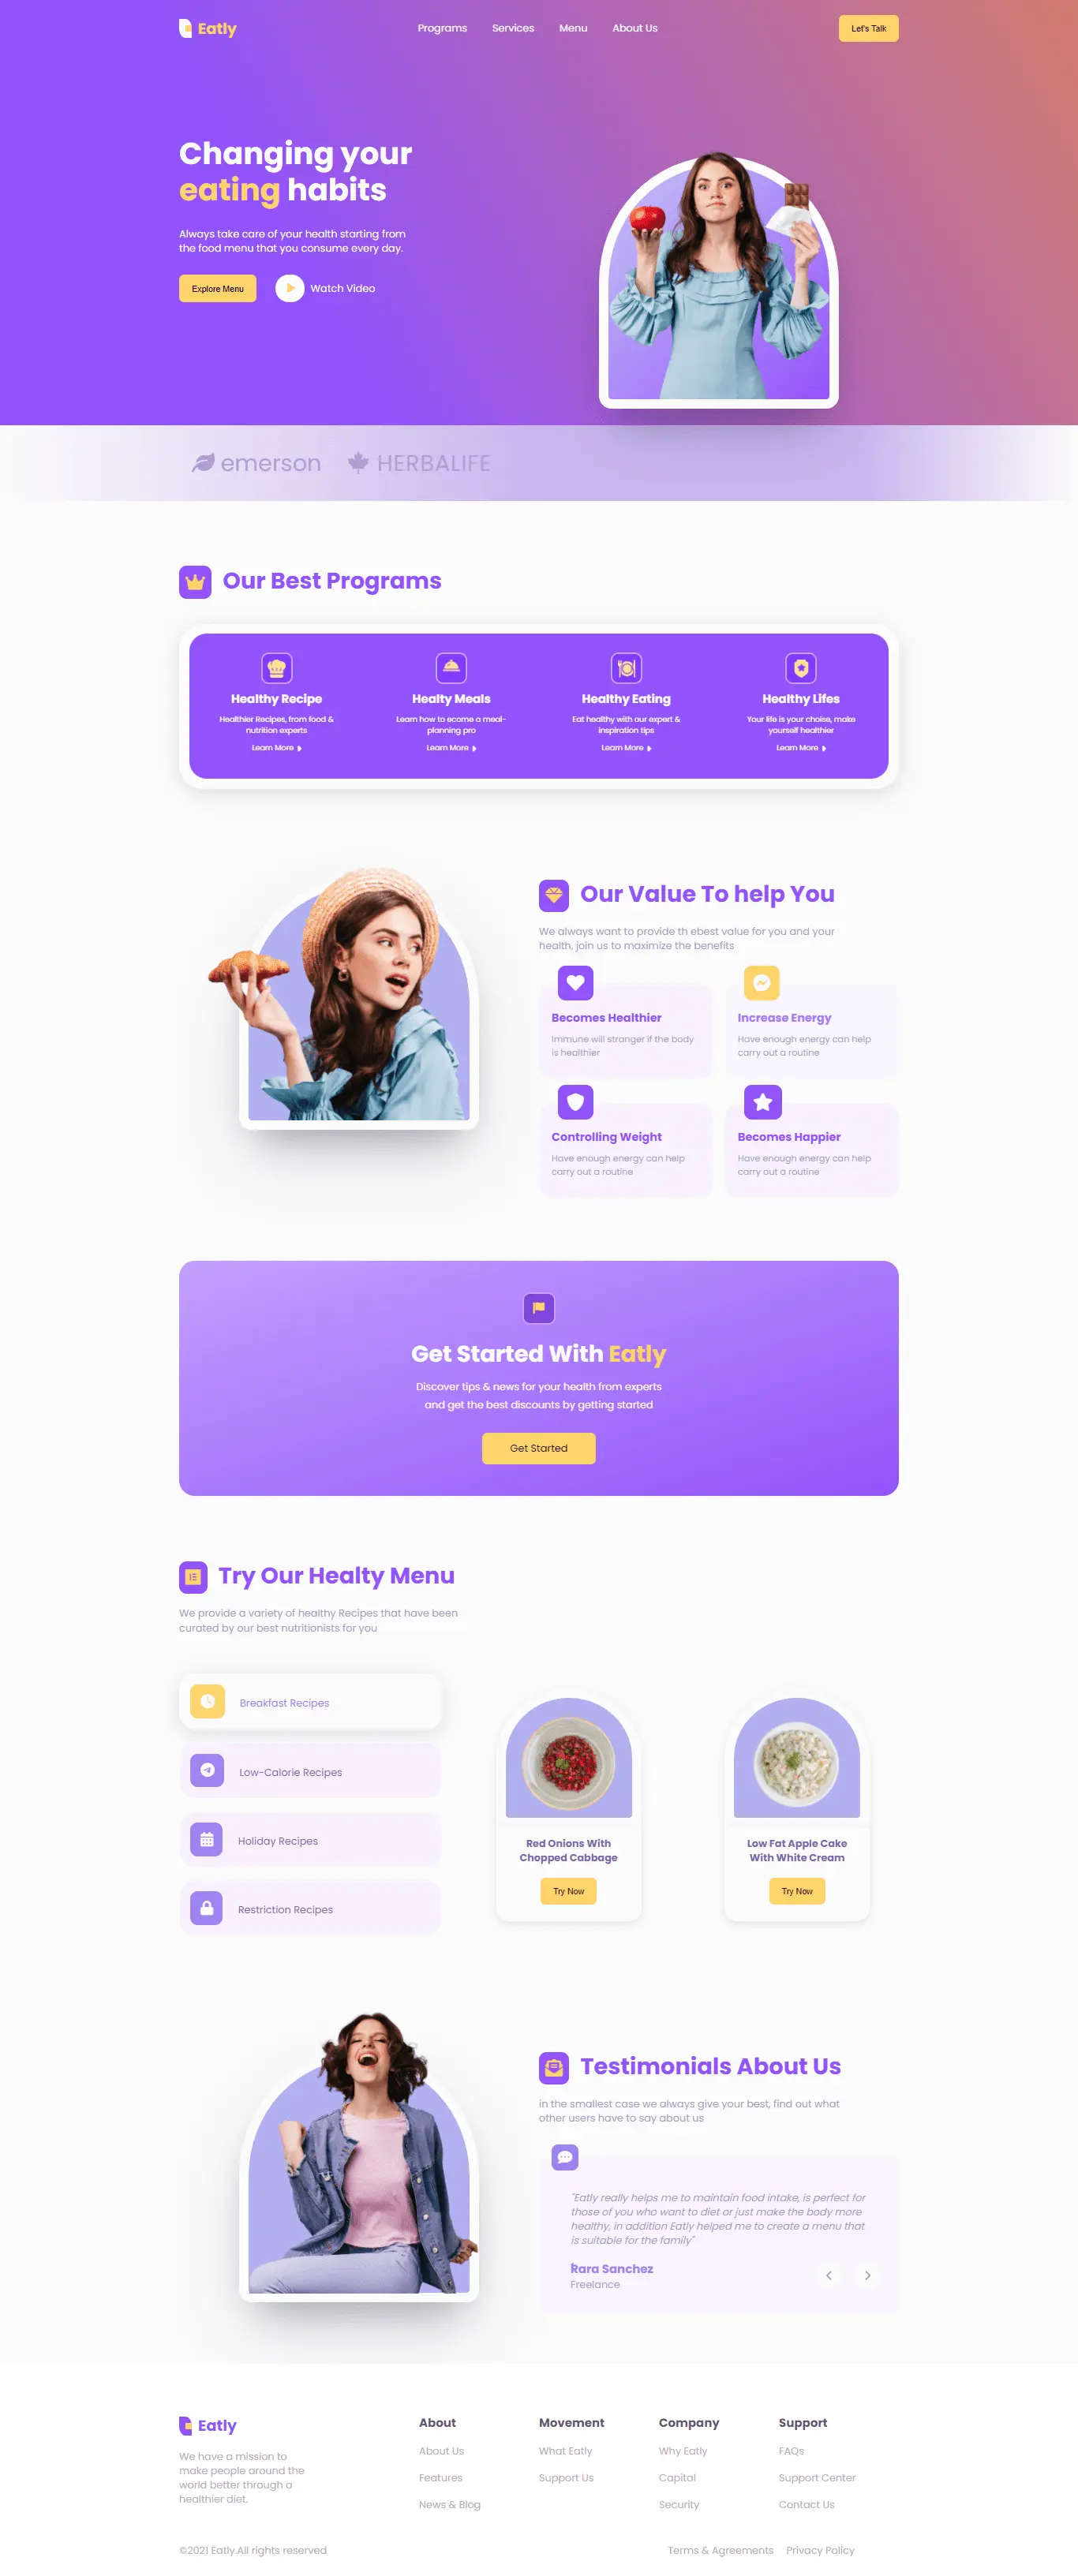 Eatly
Programs Services Menu About Us
Let's Talk
Changing your
eating habits
Always take care of your health starting from
the food menu that you consume every day.
Explore Menu
Watch Video
emerson
HERBALIFE
Our Best Programs
Healthy Recipe
Healthier Recipes, from food &
nutrition experts
Learn More
Healty Meals
Learn how to ecome a meal-
planning pro
Learn More
Healthy Eating
Eat healthy with our expert &
inspiration tips
Learn More
Healthy Lifes
Your life is your choise, make
yourself healthier
Learn More
Our Value To help You
We always want to provide th ebest value for you and your
health, join us to maximize the benefits
Becomes Healthier
Immune will stranger if the body
is healthier
Increase Energy
Have enough energy can help
carry out a routine
Controlling Weight
Have enough energy can help
carry out a routine
Becomes Happier
Have enough energy can help
carry out a routine
Get Started With Eatly
Discover tips & news for your health from experts
and get the best discounts by getting started
Get Started
Try Our Healty Menu
We provide a variety of healthy Recipes that have been
curated by our best nutritionists for you
Breakfast Recipes
Low-Calorie Recipes
Holiday Recipes
Restriction Recipes
Red Onions With
Chopped Cabbage
Try Now
Low Fat Apple Cake
With White Cream
Try Now
Testimonials About Us
in the smallest case we always give your best, find out what
other users have to say about us
"Eatly really helps me to maintain food intake, is perfect for
those of you who want to diet or just make the body more
healthy, in addition Eatly helped me to create a menu that
is suitable for the family"
Rara Sanchez
Freelance
Eatly
We have a mission to
make people around the
world better through a
healthier diet.
About
About Us
Features
News & Blog
Movement
What Eatly
Support Us
Company
Why Eatly
Capital
Security
Support
FAQs
Support Center
Contact Us
©2021 Eatly.All rights reserved
Terms & Agreements Privacy Policy